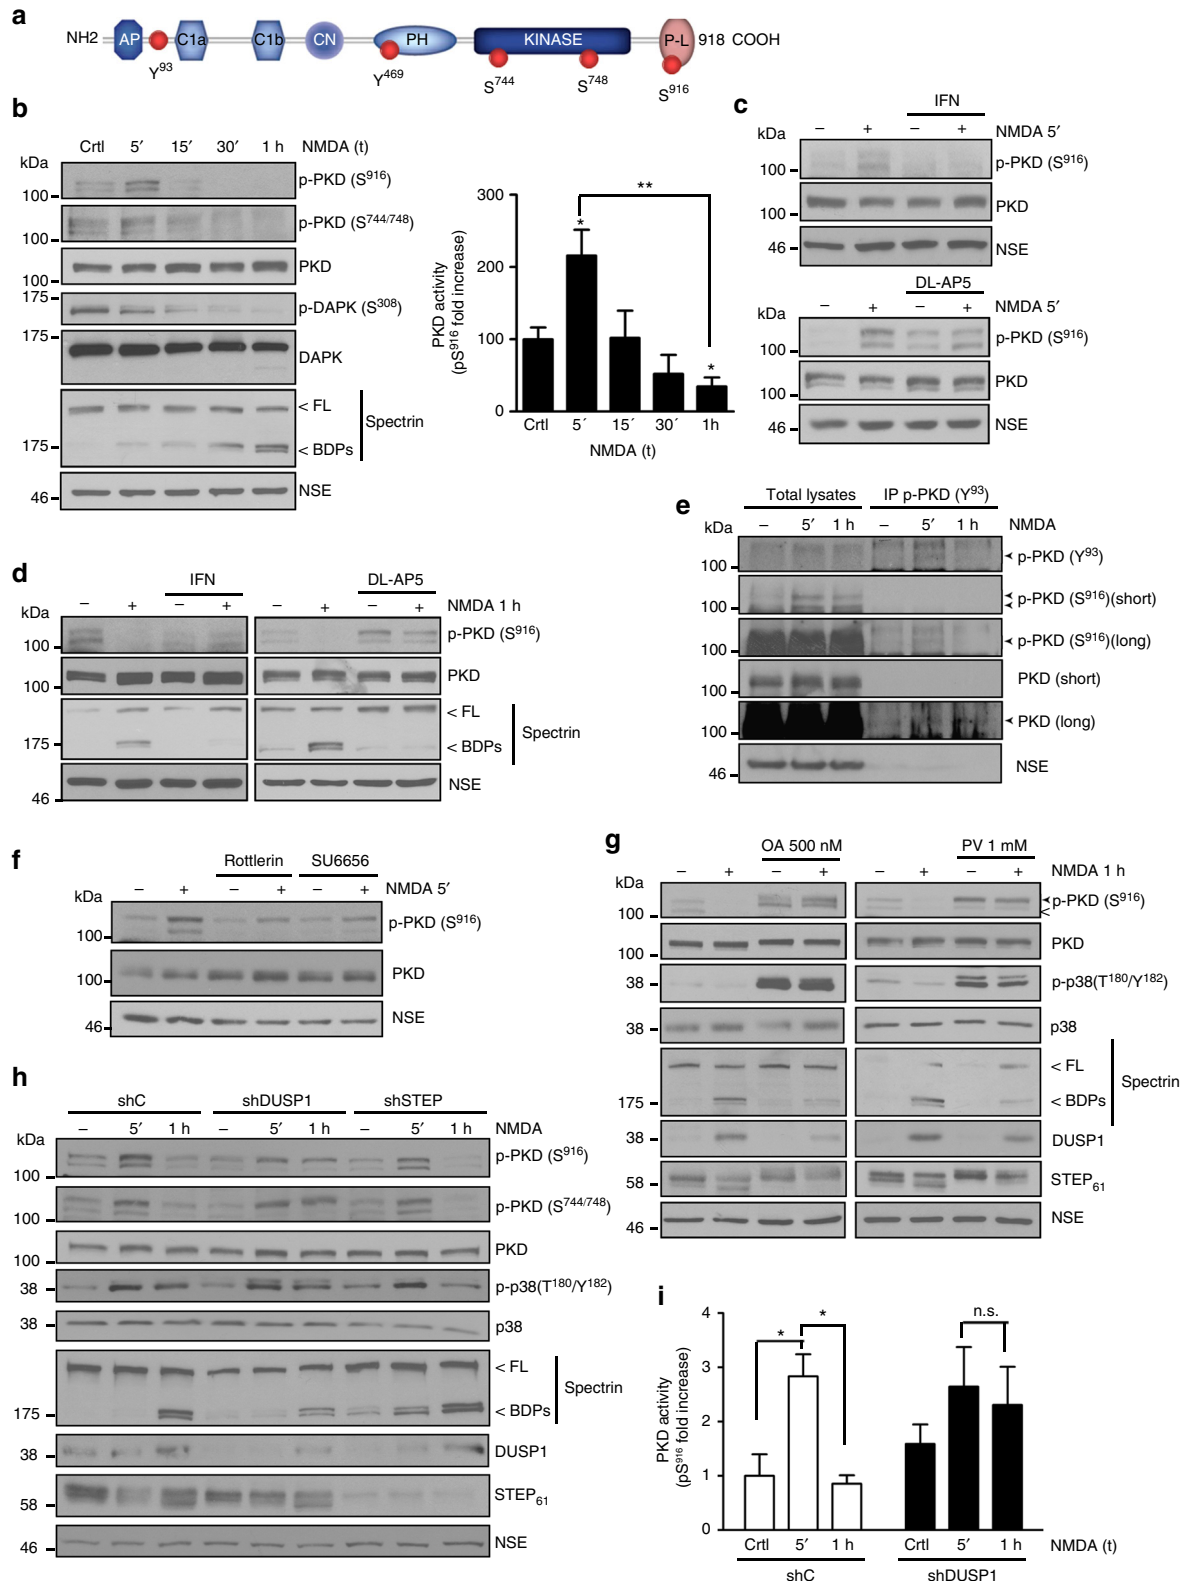 a
NH2 AP C1a C1b CN PH KINASE P-L 918 COOH
Y93 Y469 S744 S748 S916
b
kDa Crtl 5′ 15′ 30′ 1 h NMDA (t)
100 p-PKD (S916)
100 p-PKD (S744/748)
100 PKD
175 p-DAPK (S308)
175 DAPK
< FL
175 < BDPs
Spectrin
46 NSE
PKD activity
(pS916 fold increase)
300
200
100
0
* ** *
Crtl 5′ 15′ 30′ 1h
NMDA (t)
c
IFN
kDa – + – + NMDA 5′
100 p-PKD (S916)
100 PKD
46 NSE
DL-AP5
kDa – + – + NMDA 5′
100 p-PKD (S916)
100 PKD
46 NSE
d
IFN DL-AP5
kDa – + – + – + – + NMDA 1 h
100 p-PKD (S916)
100 PKD
< FL
175 < BDPs
Spectrin
46 NSE
e
Total lysates IP p-PKD (Y93)
kDa – 5′ 1 h – 5′ 1 h NMDA
100 p-PKD (Y93)
100 p-PKD (S916)(short)
100 p-PKD (S916)(long)
100 PKD (short)
100 PKD (long)
46 NSE
f
Rottlerin SU6656
kDa – + – + – + NMDA 5′
100 p-PKD (S916)
100 PKD
46 NSE
g
OA 500 nM PV 1 mM
kDa – + – + – + – + NMDA 1 h
100 p-PKD (S916)
<
100 PKD
38 p-p38(T180/Y182)
38 p38
< FL
175 < BDPs
Spectrin
38 DUSP1
58 STEP61
46 NSE
h
shC shDUSP1 shSTEP
kDa – 5′ 1 h – 5′ 1 h – 5′ 1 h NMDA
100 p-PKD (S916)
100 p-PKD (S744/748)
100 PKD
38 p-p38(T180/Y182)
38 p38
< FL
175 < BDPs
Spectrin
38 DUSP1
58 STEP61
46 NSE
i
PKD activity
(pS916 fold increase)
4
3
2
1
0
* * n.s.
Crtl 5′ 1 h Crtl 5′ 1 h NMDA (t)
shC shDUSP1